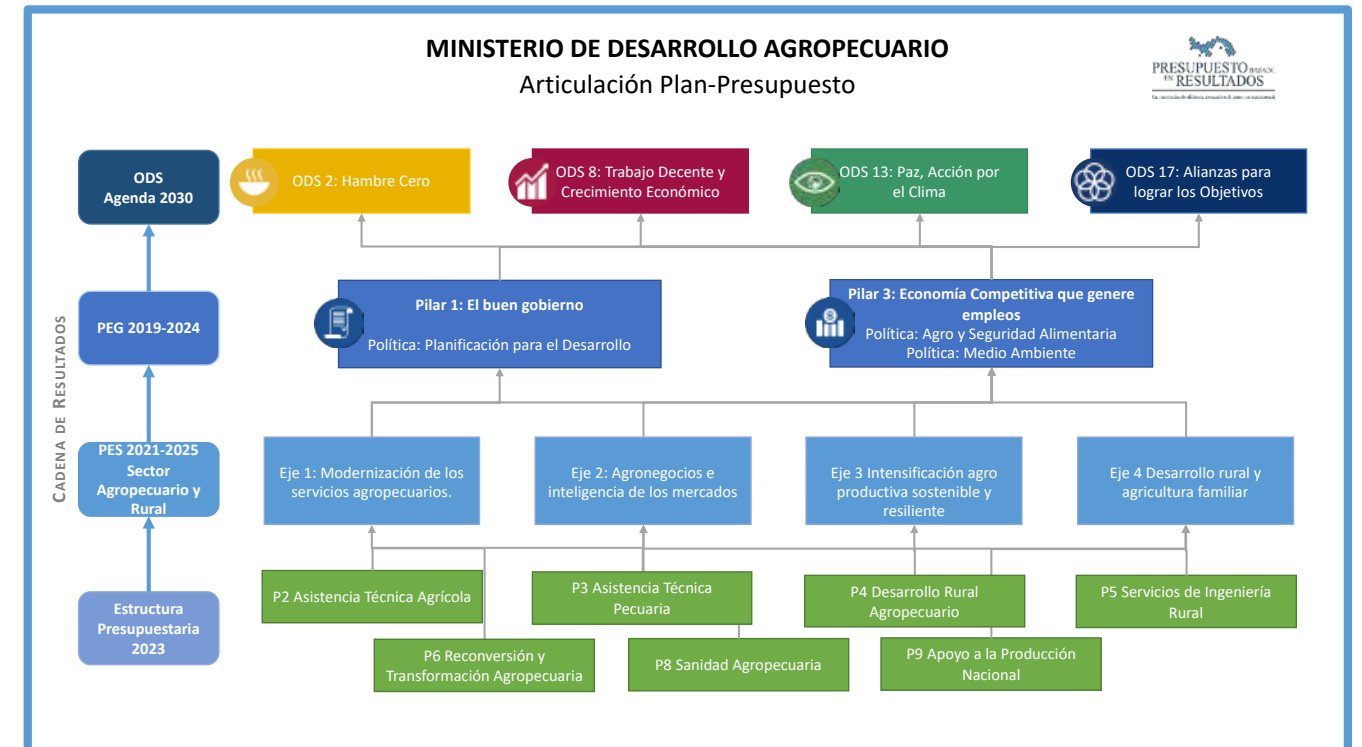 MINISTERIO DE DESARROLLO AGROPECUARIO
Articulación Plan-Presupuesto
PRESUPUESTO BASADO
EN RESULTADOS
CADENA DE RESULTADOS
ODS
Agenda 2030
ODS 2: Hambre Cero
ODS 8: Trabajo Decente y
Crecimiento Económico
ODS 13: Paz, Acción por
el Clima
ODS 17: Alianzas para
lograr los Objetivos
PEG 2019-2024
Pilar 1: El buen gobierno
Política: Planificación para el Desarrollo
Pilar 3: Economía Competitiva que genere
empleos
Política: Agro y Seguridad Alimentaria
Política: Medio Ambiente
PES 2021-2025
Sector
Agropecuario y
Rural
Eje 1: Modernización de los
servicios agropecuarios.
Eje 2: Agronegocios e
inteligencia de los mercados
Eje 3 Intensificación agro
productiva sostenible y
resiliente
Eje 4 Desarrollo rural y
agricultura familiar
Estructura
Presupuestaria
2023
P2 Asistencia Técnica Agrícola
P3 Asistencia Técnica
Pecuaria
P4 Desarrollo Rural
Agropecuario
P5 Servicios de Ingeniería
Rural
P6 Reconversión y
Transformación Agropecuaria
P8 Sanidad Agropecuaria
P9 Apoyo a la Producción
Nacional